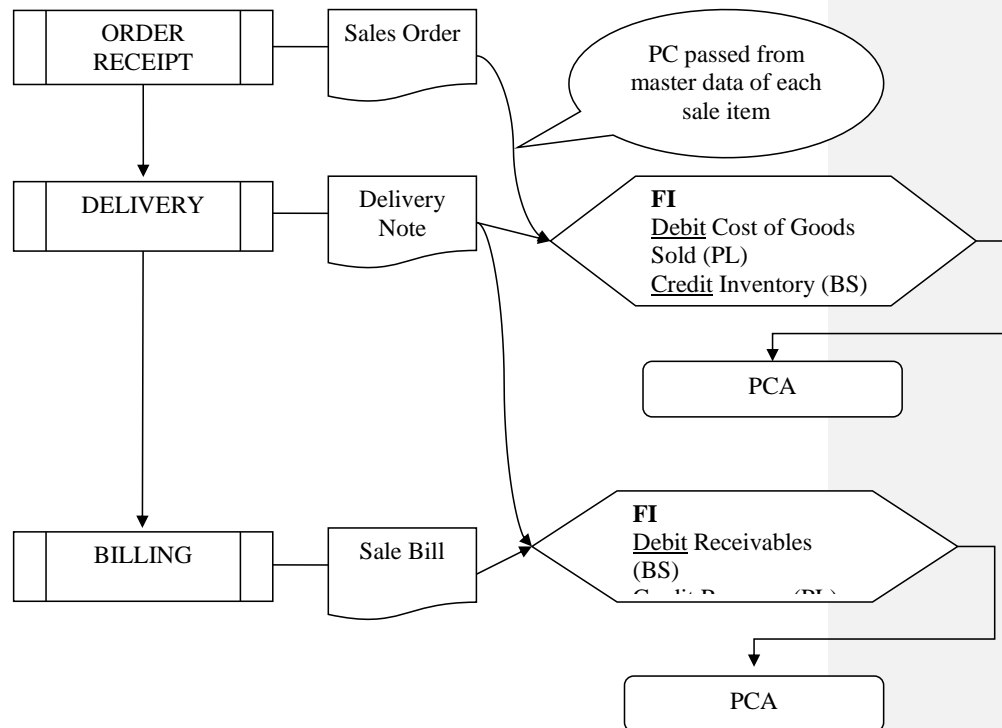 ORDER
RECEIPT
Sales Order
PC passed from
master data of each
sale item
DELIVERY
Delivery
Note
FI
Debit Cost of Goods
Sold (PL)
Credit Inventory (BS)
PCA
BILLING
Sale Bill
FI
Debit Receivables
(BS)
PCA